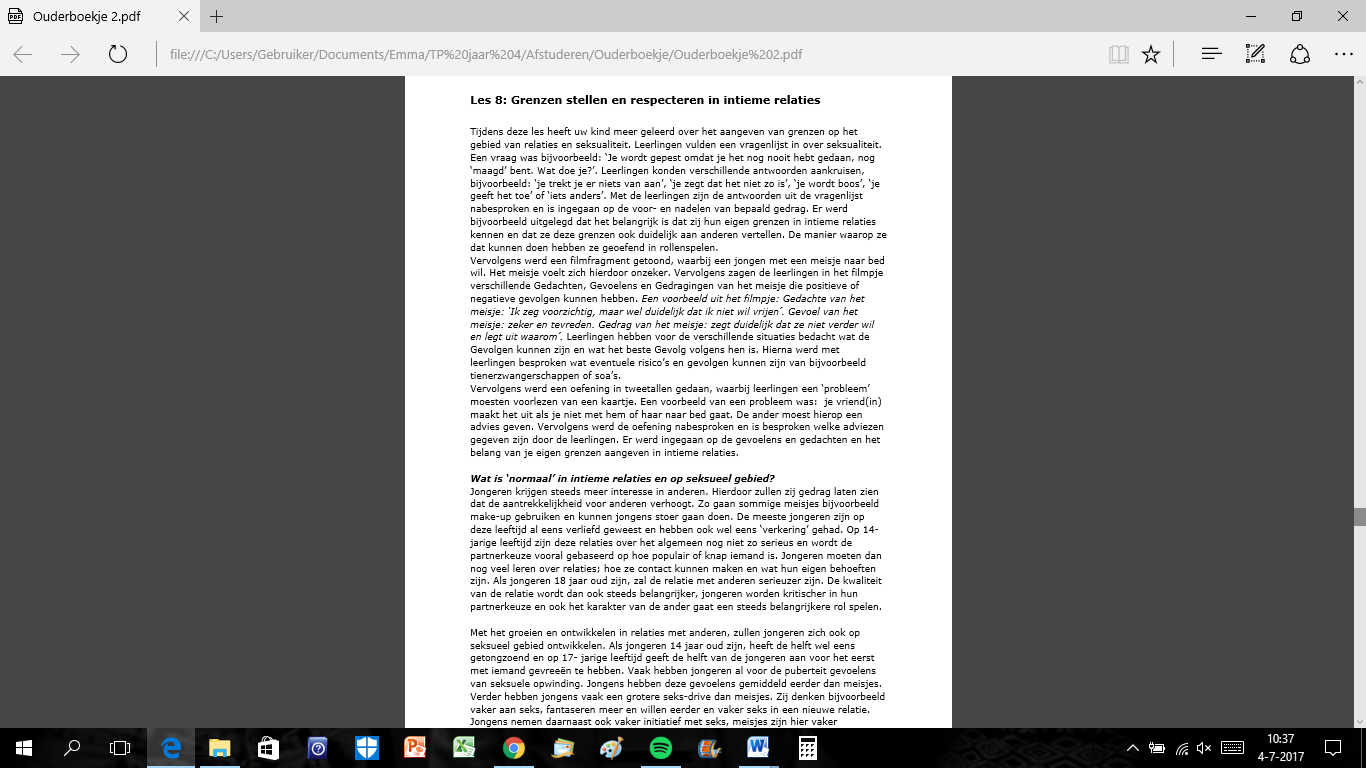 Ouderboekje 2.pdf
file:///C:/Users/Gebruiker/Documents/Emma/TP%20jaar%204/Afstuderen/Ouderboekje/Ouderboekje%202.pdf
Les 8: Grenzen stellen en respecteren in intieme relaties
Tijdens deze les heeft uw kind meer geleerd over het aangeven van grenzen op het
gebied van relaties en seksualiteit. Leerlingen vulden een vragenlijst in over seksualiteit.
Een vraag was bijvoorbeeld: ‘Je wordt gepest omdat je het nog nooit hebt gedaan, nog
‘maagd’ bent. Wat doe je?’. Leerlingen konden verschillende antwoorden aankruisen,
bijvoorbeeld: ‘je trekt je er niets van aan’, ‘je zegt dat het niet zo is’, ‘je wordt boos’, ‘je
geeft het toe’ of ‘iets anders’. Met de leerlingen zijn de antwoorden uit de vragenlijst
nabesproken en is ingegaan op de voor- en nadelen van bepaald gedrag. Er werd
bijvoorbeeld uitgelegd dat het belangrijk is dat zij hun eigen grenzen in intieme relaties
kennen en dat ze deze grenzen ook duidelijk aan anderen vertellen. De manier waarop ze
dat kunnen doen hebben ze geoefend in rollenspelen.
Vervolgens werd een filmfragment getoond, waarbij een jongen met een meisje naar bed
wil. Het meisje voelt zich hierdoor onzeker. Vervolgens zagen de leerlingen in het filmpje
verschillende Gedachten, Gevoelens en Gedragingen van het meisje die positieve of
negatieve gevolgen kunnen hebben. Een voorbeeld uit het filmpje: Gedachte van het
meisje: ‘Ik zeg voorzichtig, maar wel duidelijk dat ik niet wil vrijen’. Gevoel van het
meisje: zeker en tevreden. Gedrag van het meisje: zegt duidelijk dat ze niet verder wil
en legt uit waarom’. Leerlingen hebben voor de verschillende situaties bedacht wat de
Gevolgen kunnen zijn en wat het beste Gevolg volgens hen is. Hierna werd met
leerlingen besproken wat eventuele risico’s en gevolgen kunnen zijn van bijvoorbeeld
tienerzwangerschappen of soa’s.
Vervolgens werd een oefening in tweetallen gedaan, waarbij leerlingen een ‘probleem’
moesten voorlezen van een kaartje. Een voorbeeld van een probleem was:  je vriend(in)
maakt het uit als je niet met hem of haar naar bed gaat. De ander moest hierop een
advies geven. Vervolgens werd de oefening nabesproken en is besproken welke adviezen
gegeven zijn door de leerlingen. Er werd ingegaan op de gevoelens en gedachten en het
belang van je eigen grenzen aangeven in intieme relaties.
Wat is ‘normaal’ in intieme relaties en op seksueel gebied?
Jongeren krijgen steeds meer interesse in anderen. Hierdoor zullen zij gedrag laten zien
dat de aantrekkelijkheid voor anderen verhoogt. Zo gaan sommige meisjes bijvoorbeeld
make-up gebruiken en kunnen jongens stoer gaan doen. De meeste jongeren zijn op
deze leeftijd al eens verliefd geweest en hebben ook wel eens ‘verkering’ gehad. Op 14-
jarige leeftijd zijn deze relaties over het algemeen nog niet zo serieus en wordt de
partnerkeuze vooral gebaseerd op hoe populair of knap iemand is. Jongeren moeten dan
nog veel leren over relaties; hoe ze contact kunnen maken en wat hun eigen behoeften
zijn. Als jongeren 18 jaar oud zijn, zal de relatie met anderen serieuzer zijn. De kwaliteit
van de relatie wordt dan ook steeds belangrijker, jongeren worden kritischer in hun
partnerkeuze en ook het karakter van de ander gaat een steeds belangrijkere rol spelen.
Met het groeien en ontwikkelen in relaties met anderen, zullen jongeren zich ook op
seksueel gebied ontwikkelen. Als jongeren 14 jaar oud zijn, heeft de helft wel eens
getongzoend en op 17- jarige leeftijd geeft de helft van de jongeren aan voor het eerst
met iemand gevreeën te hebben. Vaak hebben jongeren al voor de puberteit gevoelens
van seksuele opwinding. Jongens hebben deze gevoelens gemiddeld eerder dan meisjes.
Verder hebben jongens vaak een grotere seks-drive dan meisjes. Zij denken bijvoorbeeld
vaker aan seks, fantaseren meer en willen eerder en vaker seks in een nieuwe relatie.
Jongens nemen daarnaast ook vaker initiatief met seks, meisjes zijn hier vaker
10:37
4-7-2017